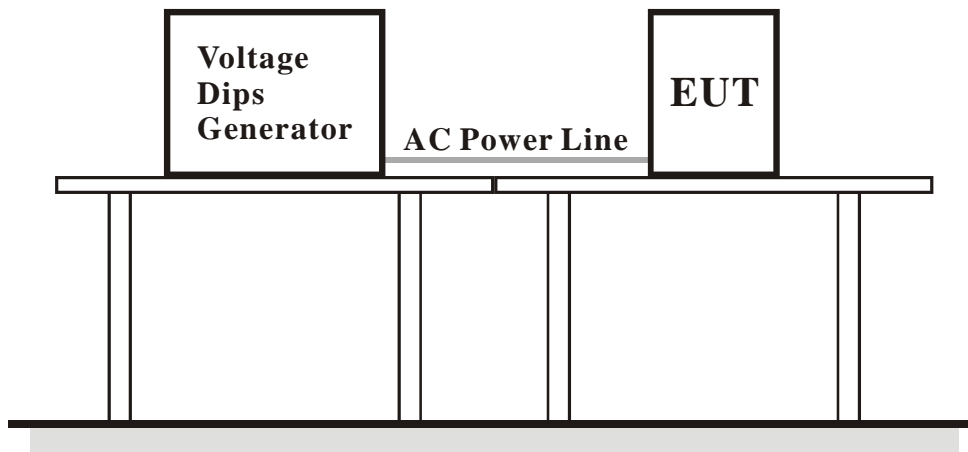 Voltage
Dips
Generator
AC Power Line
EUT